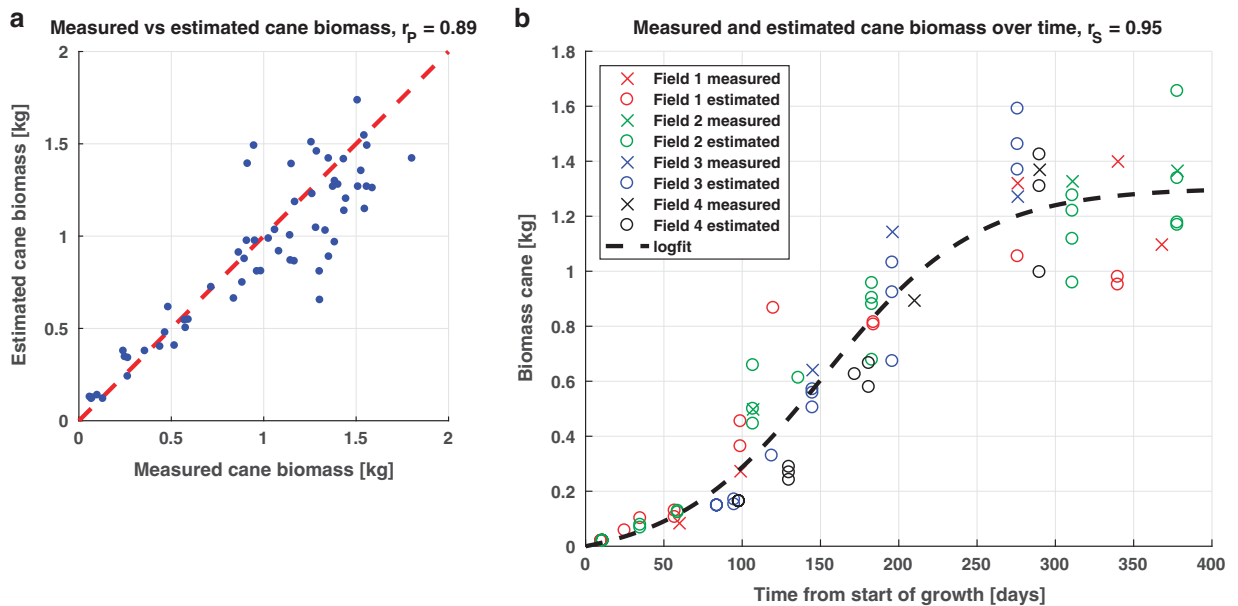 a
Measured vs estimated cane biomass, rP = 0.89
2
1.5
1
0.5
0
0
0.5
1
1.5
2
Estimated cane biomass [kg]
Measured cane biomass [kg]
b
Measured and estimated cane biomass over time, rS = 0.95
1.8
1.6
1.4
1.2
1
0.8
0.6
0.4
0.2
0
0
50
100
150
200
250
300
350
400
Biomass cane [kg]
Time from start of growth [days]
Field 1 measured
Field 1 estimated
Field 2 measured
Field 2 estimated
Field 3 measured
Field 3 estimated
Field 4 measured
Field 4 estimated
logfit